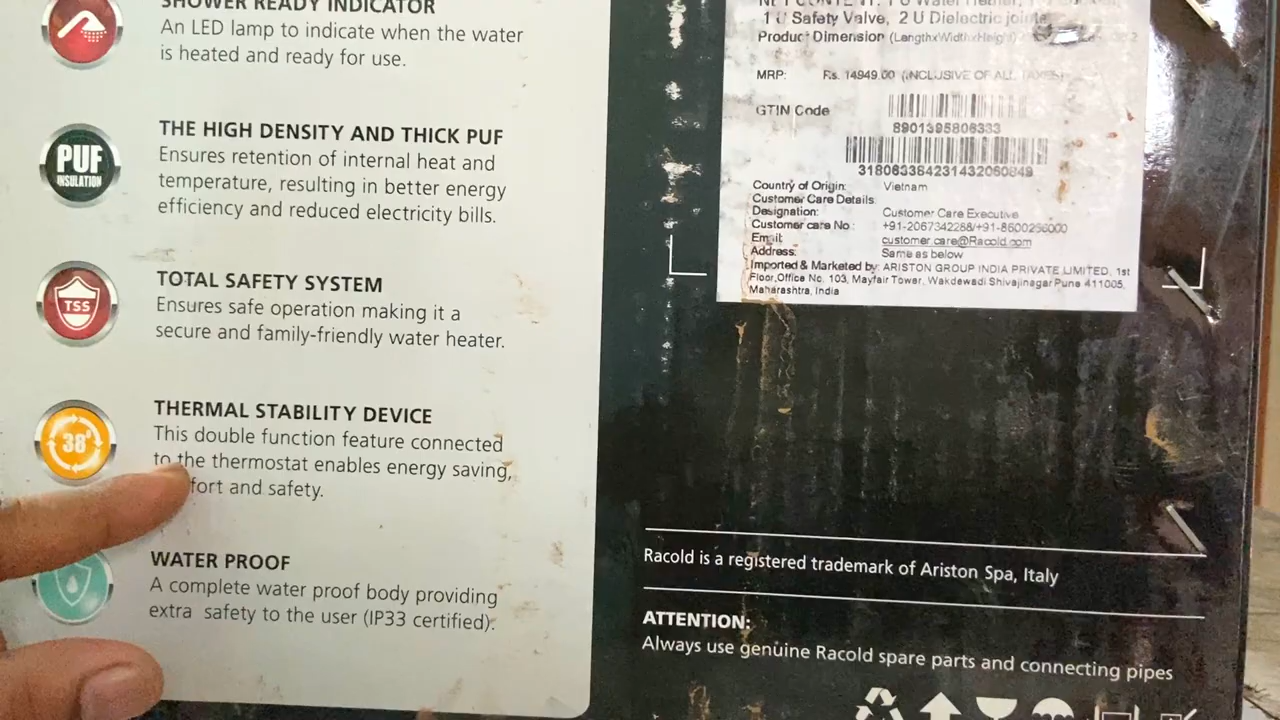 SHOWER READY INDICATOR
An LED lamp to indicate when the water
is heated and ready for use.
PUF
INSULATION
THE HIGH DENSITY AND THICK PUF
Ensures retention of internal heat and
temperature, resulting in better energy
efficiency and reduced electricity bills.
TSS
TOTAL SAFETY SYSTEM
Ensures safe operation making it a
secure and family-friendly water heater.
38°
THERMAL STABILITY DEVICE
This double function feature connected
to the thermostat enables energy saving,
fort and safety.
WATER PROOF
A complete water proof body providing
extra safety to the user (IP33 certified).
1 U Safety Valve, 2 U Dielectric joints
Product Dimension (LengthxWidthxHeight)
MRP: Rs. 14949.00 (INCLUSIVE OF ALL TAXES)
GTIN Code
8901395806333
Country of Origin: Vietnam
Customer Care Details
Designation: Customer Care Executive
Customer care No.: +91-2067342288/+91-8600256000
Email: customer.care@Racold.com
Address: Same as below
Imported & Marketed by: ARISTON GROUP INDIA PRIVATE LIMITED, 1st
Floor,Office No. 103, Mayfair Tower, Wakdewadi Shivajinagar Pune 411005,
Maharashtra, India
Racold is a registered trademark of Ariston Spa, Italy
ATTENTION:
Always use genuine Racold spare parts and connecting pipes